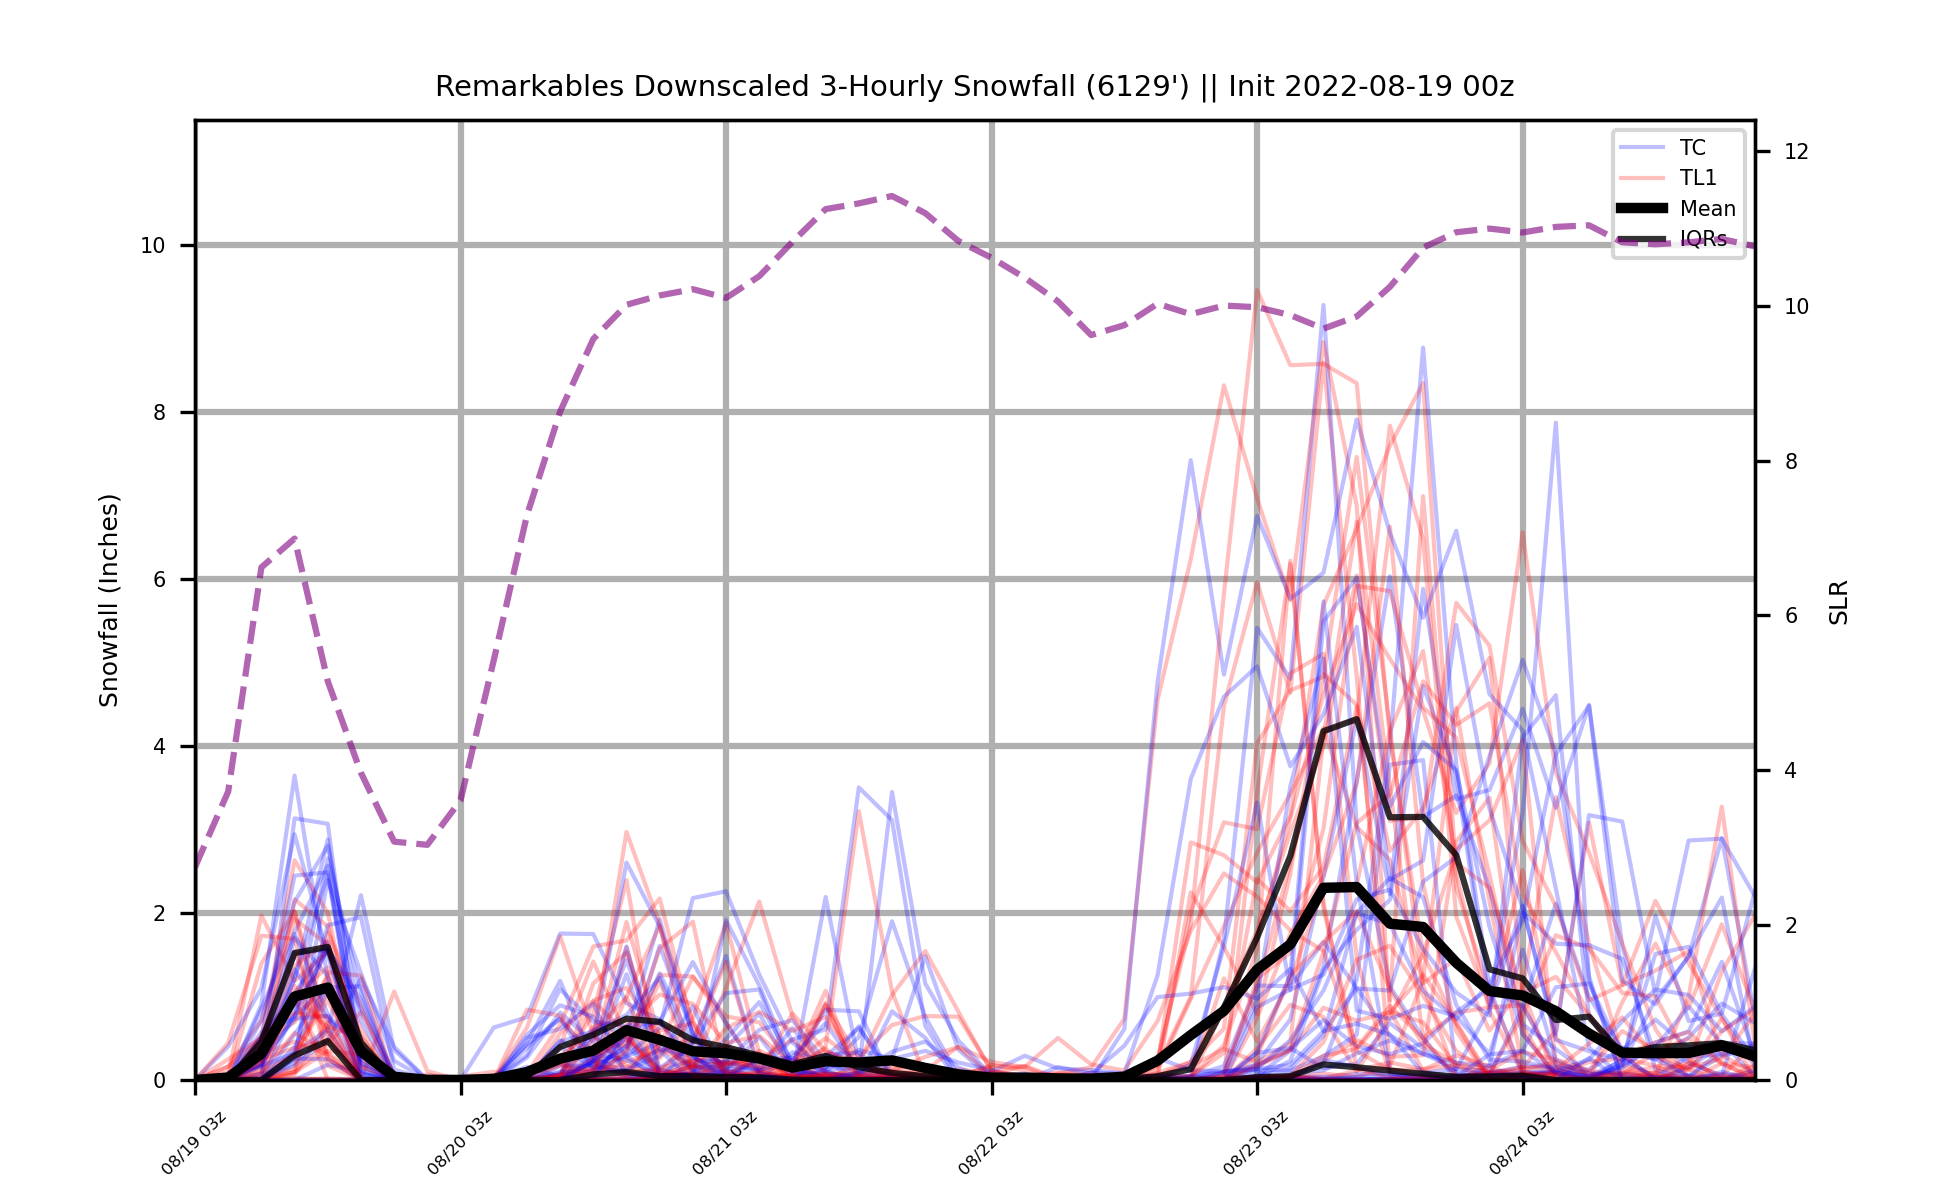 Remarkables Downscaled 3-Hourly Snowfall (6129') || Init 2022-08-19 00z
TC
TL1
Mean
IQRs
Snowfall (Inches)
10
8
6
4
2
0
12
10
8
6
4
2
0
SLR
08/19 03z
08/20 03z
08/21 03z
08/22 03z
08/23 03z
08/24 03z